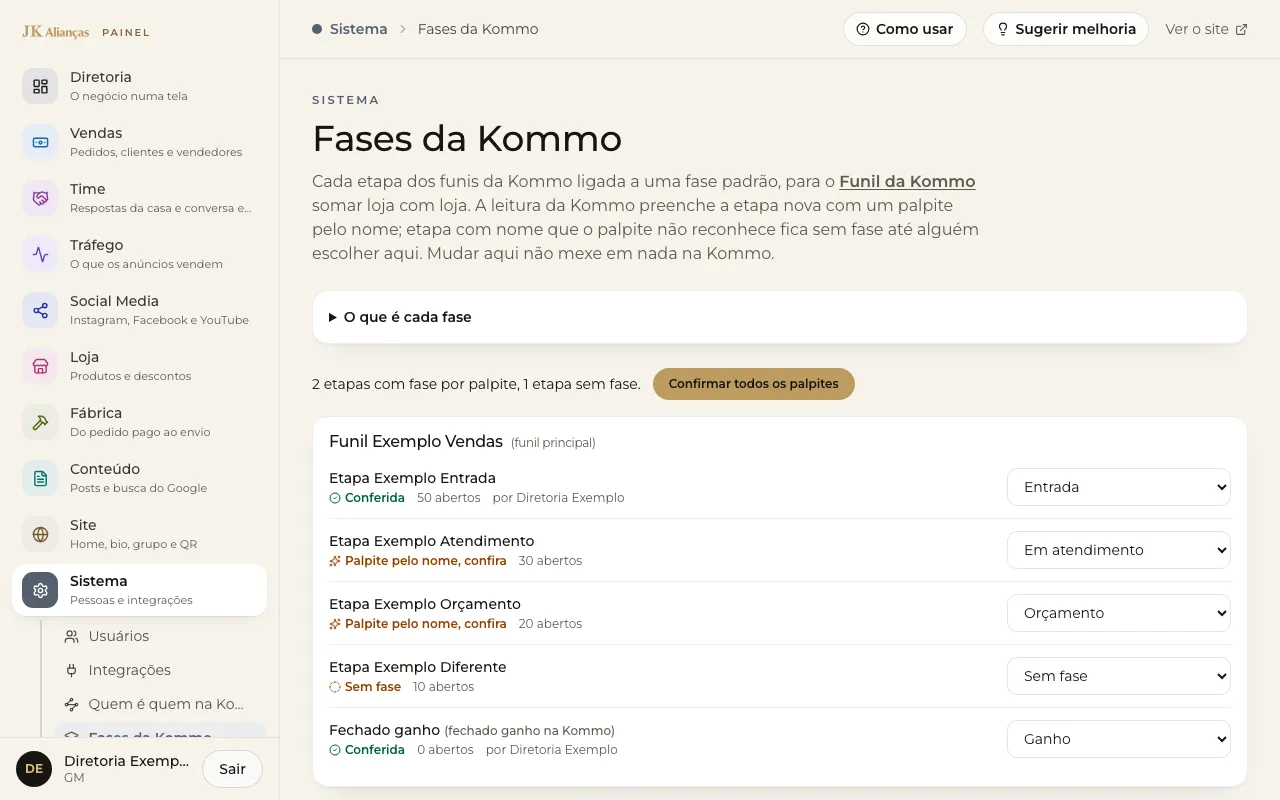 JK Alianças PAINEL
Diretoria
O negócio numa tela
Vendas
Pedidos, clientes e vendedores
Time
Respostas da casa e conversa e…
Tráfego
O que os anúncios vendem
Social Media
Instagram, Facebook e YouTube
Loja
Produtos e descontos
Fábrica
Do pedido pago ao envio
Conteúdo
Posts e busca do Google
Site
Home, bio, grupo e QR
Sistema
Pessoas e integrações
Usuários
Integrações
Quem é quem na Ko…
Fases da Kommo
DE
Diretoria Exemp…
GM
Sair
Sistema > Fases da Kommo
Como usar
Sugerir melhoria
Ver o site
SISTEMA
Fases da Kommo
Cada etapa dos funis da Kommo ligada a uma fase padrão, para o Funil da Kommo
somar loja com loja. A leitura da Kommo preenche a etapa nova com um palpite
pelo nome; etapa com nome que o palpite não reconhece fica sem fase até alguém
escolher aqui. Mudar aqui não mexe em nada na Kommo.
O que é cada fase
2 etapas com fase por palpite, 1 etapa sem fase.
Confirmar todos os palpites
Funil Exemplo Vendas (funil principal)
Etapa Exemplo Entrada
Conferida 50 abertos por Diretoria Exemplo
Entrada
Etapa Exemplo Atendimento
Palpite pelo nome, confira 30 abertos
Em atendimento
Etapa Exemplo Orçamento
Palpite pelo nome, confira 20 abertos
Orçamento
Etapa Exemplo Diferente
Sem fase 10 abertos
Sem fase
Fechado ganho (fechado ganho na Kommo)
Conferida 0 abertos por Diretoria Exemplo
Ganho